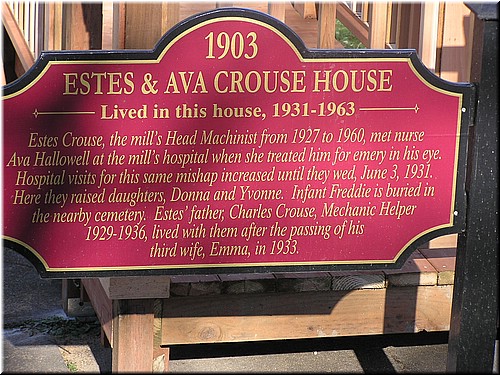 1903
ESTES & AVA CROUSE HOUSE
Lived in this house, 1931-1963
Estes Crouse, the mill's Head Machinist from 1927 to 1960, met nurse
Ava Hallowell at the mill's hospital when she treated him for emery in his eye.
Hospital visits for this same mishap increased until they wed, June 3, 1931.
Here they raised daughters, Donna and Yvonne. Infant Freddie is buried in
the nearby cemetery. Estes' father, Charles Crouse, Mechanic Helper
1929-1936, lived with them after the passing of his
third wife, Emma, in 1933.